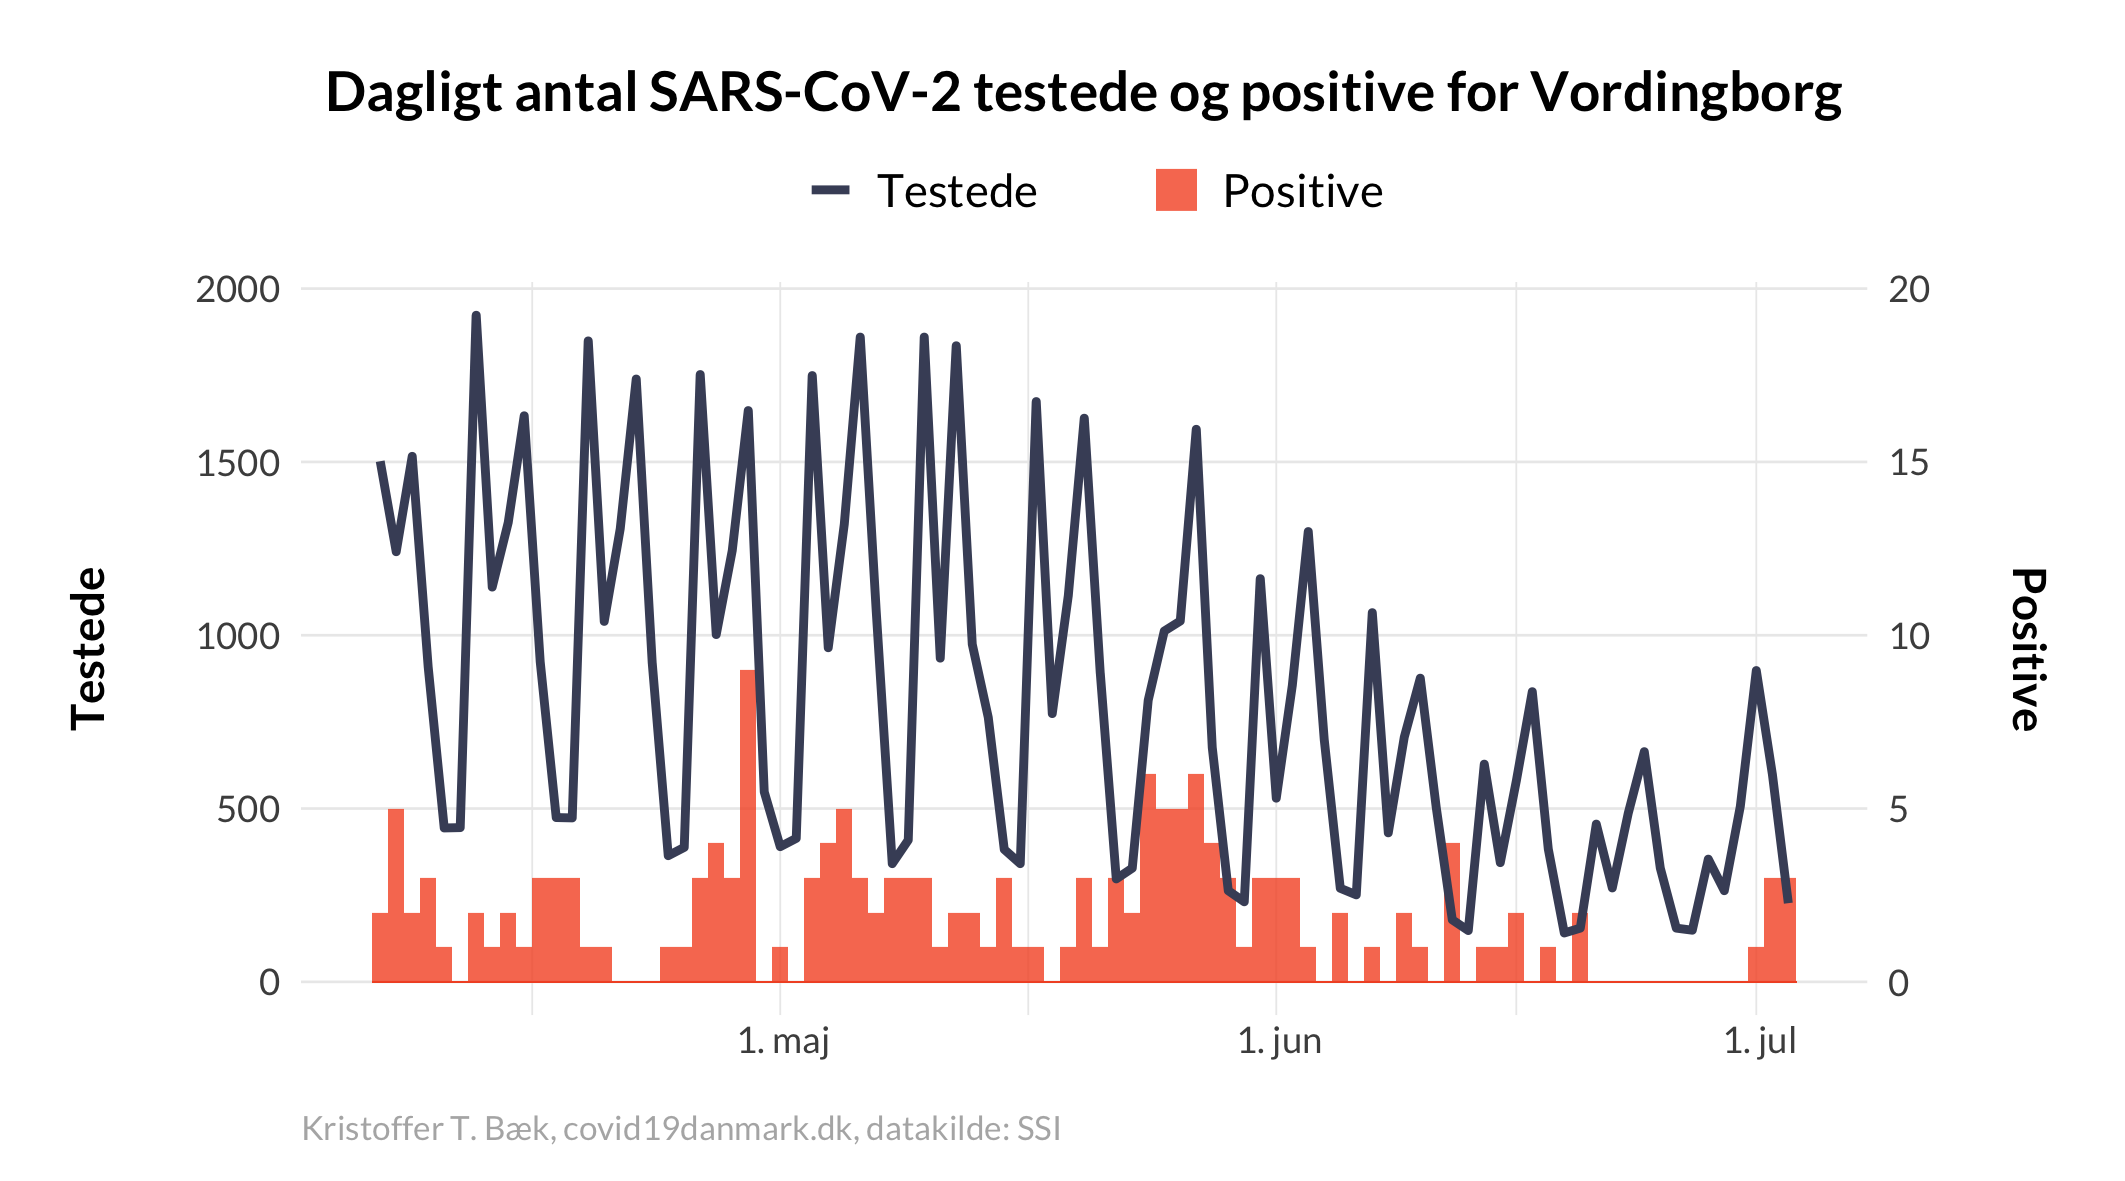 Dagligt antal SARS-CoV-2 testede og positive for Vordingborg
Testede
Positive
2000
1500
1000
500
0
20
15
10
5
0
Testede
Positive
1. maj
1. jun
1. jul
Kristoffer T. Bæk, covid19danmark.dk, datakilde: SSI